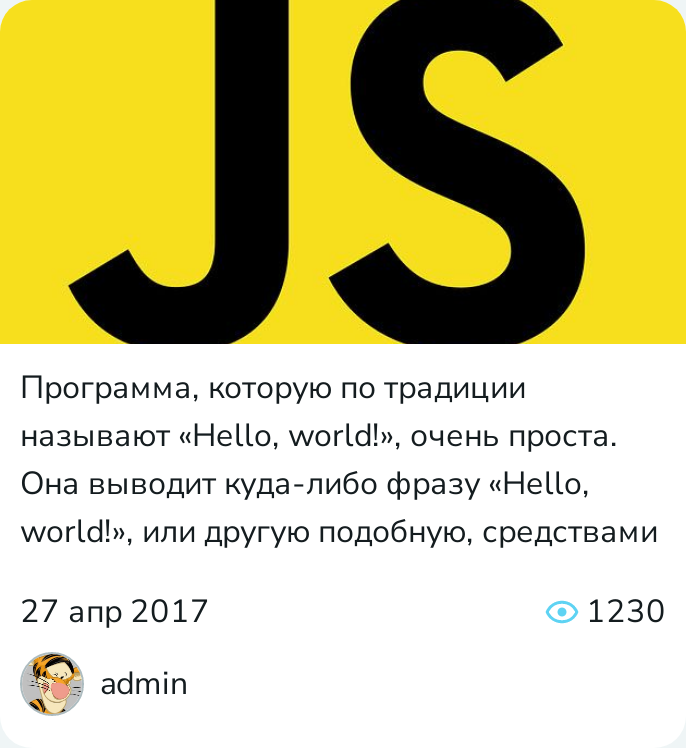 JS
Программа, которую по традиции
называют «Hello, world!», очень проста.
Она выводит куда-либо фразу «Hello,
world!», или другую подобную, средствами
27 апр 2017
1230
admin